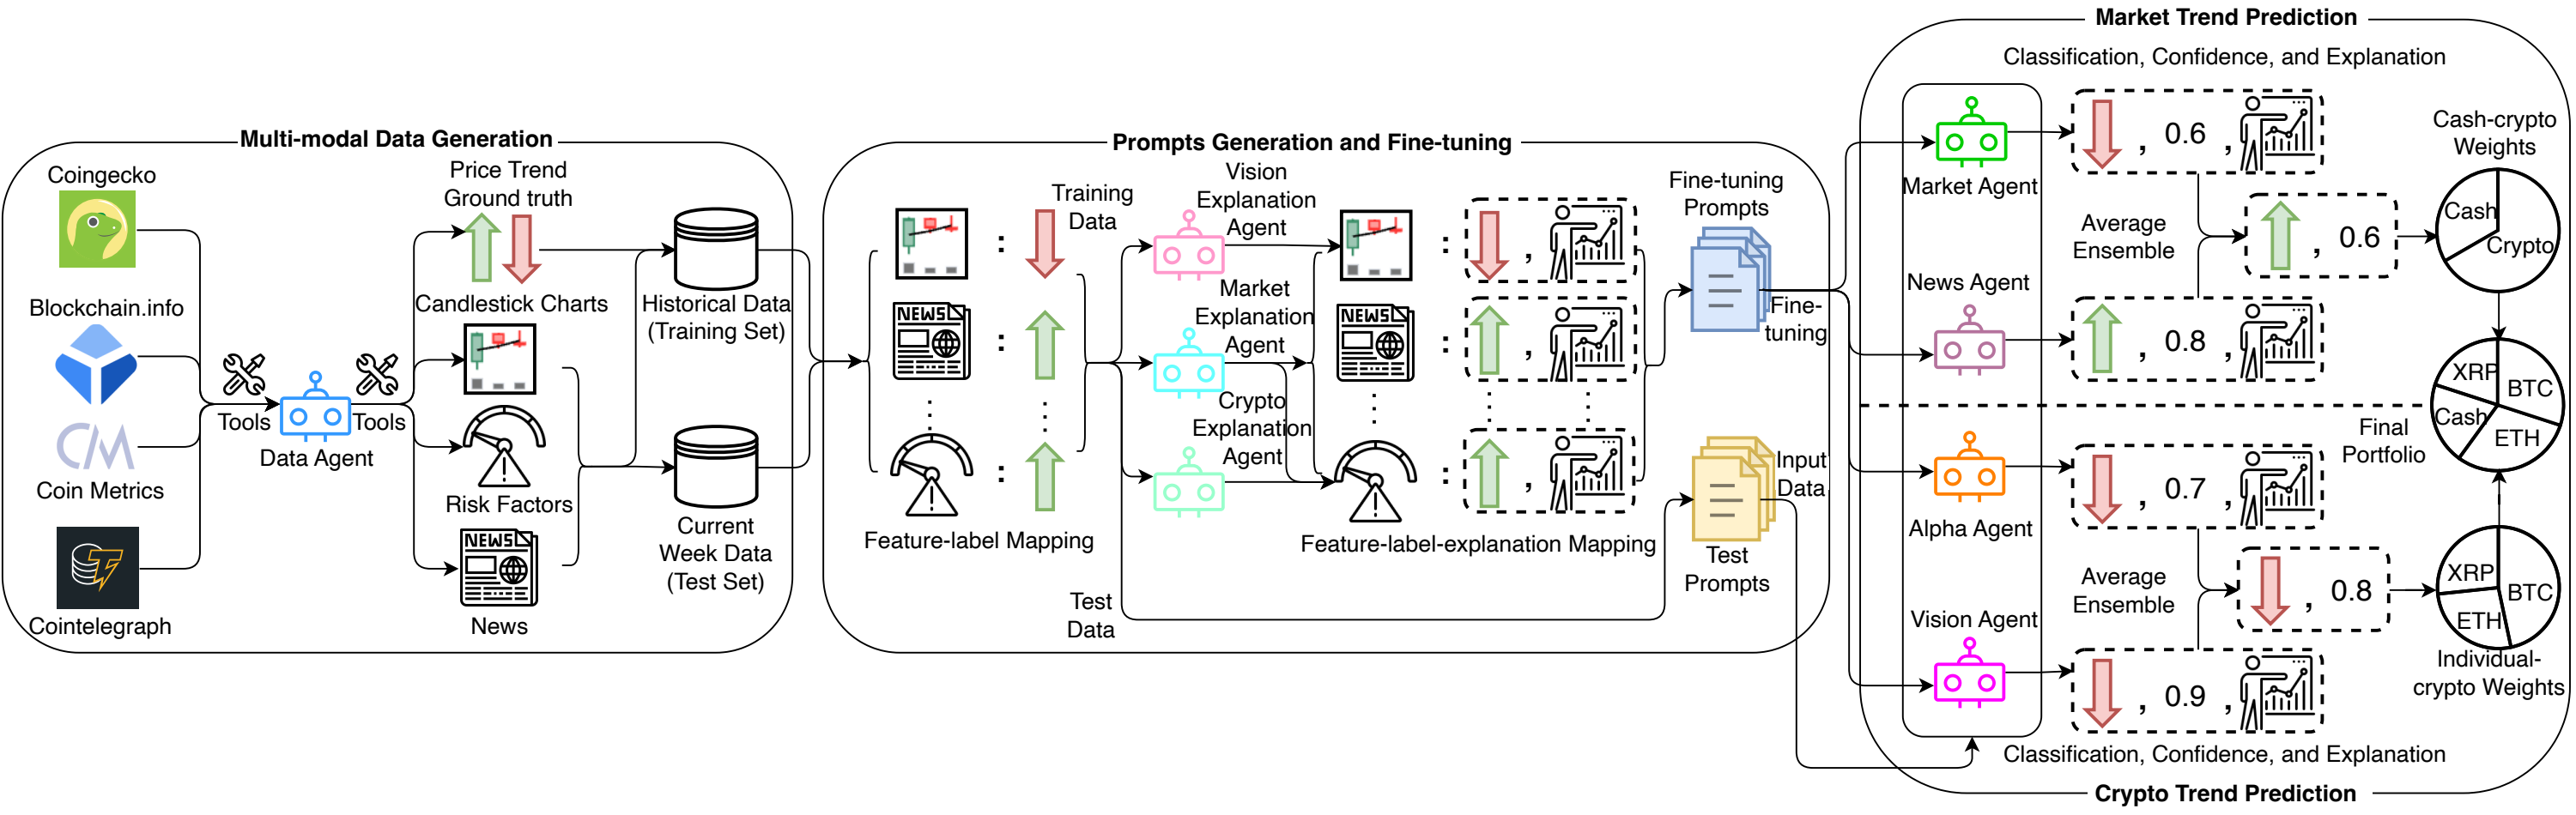 Multi-modal Data Generation
Coingecko
Blockchain.info
CM
Coin Metrics
Cointelegraph
Tools
Data Agent
Tools
Price Trend
Ground truth
Candlestick Charts
Risk Factors
NEWS
News
Historical Data
(Training Set)
Current
Week Data
(Test Set)
Prompts Generation and Fine-tuning
:
NEWS
:
:
Feature-label Mapping
Training
Data
Test
Data
Vision
Explanation
Agent
Market
Explanation
Agent
Crypto
Explanation
Agent
: ,
NEWS
: ,
: ,
Feature-label-explanation Mapping
Fine-tuning
Prompts
Fine-
tuning
Input
Data
Test
Prompts
Market Trend Prediction
Classification, Confidence, and Explanation
Market Agent
, 0.6 ,
Average
Ensemble
, 0.6
News Agent
, 0.8 ,
Cash-crypto
Weights
Cash
Crypto
XRP
BTC
Cash
ETH
Final
Portfolio
Alpha Agent
, 0.7 ,
Average
Ensemble
, 0.8
Vision Agent
, 0.9 ,
XRP
BTC
ETH
Individual-
crypto Weights
Classification, Confidence, and Explanation
Crypto Trend Prediction